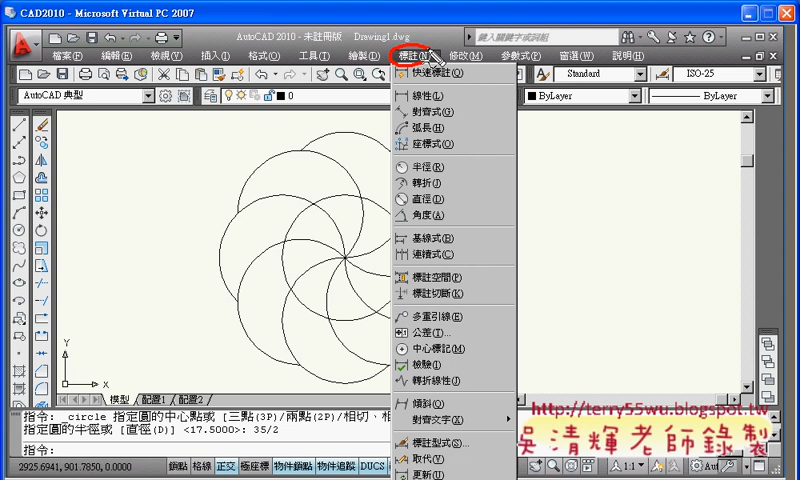 CAD2010 - Microsoft Virtual PC 2007
AutoCAD 2010 - 未註冊版 Drawing1.dwg
鍵入關鍵字或詞組
檔案(F) 編輯(E) 檢視(V) 插入(I) 格式(O) 工具(T) 繪製(D) 標註(N) 修改(M) 參數式(P) 視窗(W) 說明(H)
Standard ISO-25
AutoCAD 典型 0 ByLayer ByLayer
快速標註(Q)
線性(L)
對齊式(G)
弧長(H)
座標式(O)
半徑(R)
轉折(J)
直徑(D)
角度(A)
基線式(B)
連續式(C)
標註空間(P)
標註切斷(K)
多重引線(E)
公差(T)...
中心標記(M)
檢驗(I)
轉折線性(J)
傾斜(Q)
對齊文字(X)
標註型式(S)...
取代(V)
更新(U)
Y
X
模型 配置1 配置2
指令: circle 指定圓的中心點或 [三點(3P)/兩點(2P)/相切、相
指定圓的半徑或 [直徑(D)] <17.5000>: 35/2
指令:
http://terry55wu.blogspot.tw
吳清輝老師錄製
2925.6941, 901.7850, 0.0000 鎖點 格線 正交 極座標 物件鎖點 物件追蹤 DUCS 1:1 Aut